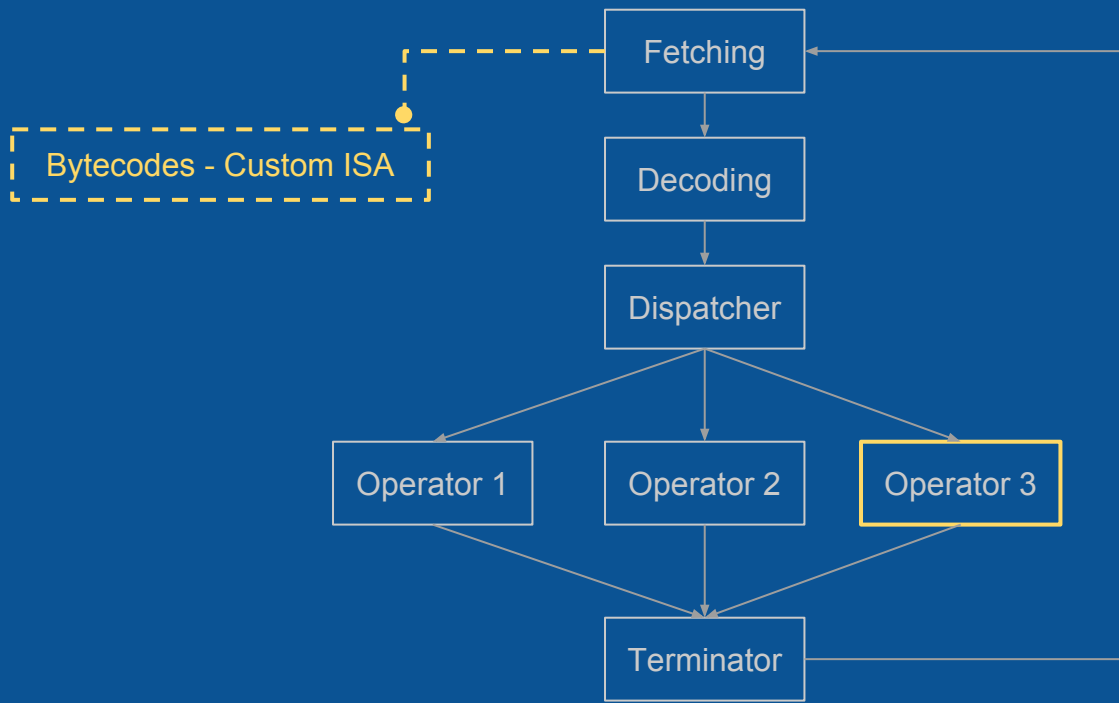 Fetching
Bytecodes - Custom ISA
Decoding
Dispatcher
Operator 1
Operator 2
Operator 3
Terminator